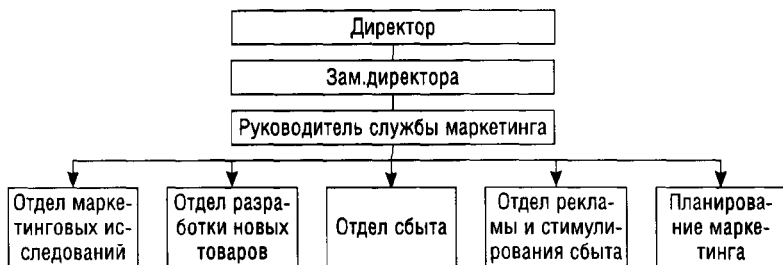 Директор
Зам.директора
Руководитель службы маркетинга
Отдел марке-
тинговых ис-
следований
Отдел разра-
ботки новых
товаров
Отдел сбыта
Отдел рекла-
мы и стимули-
рования сбыта
Планирова-
ние марке-
тинга